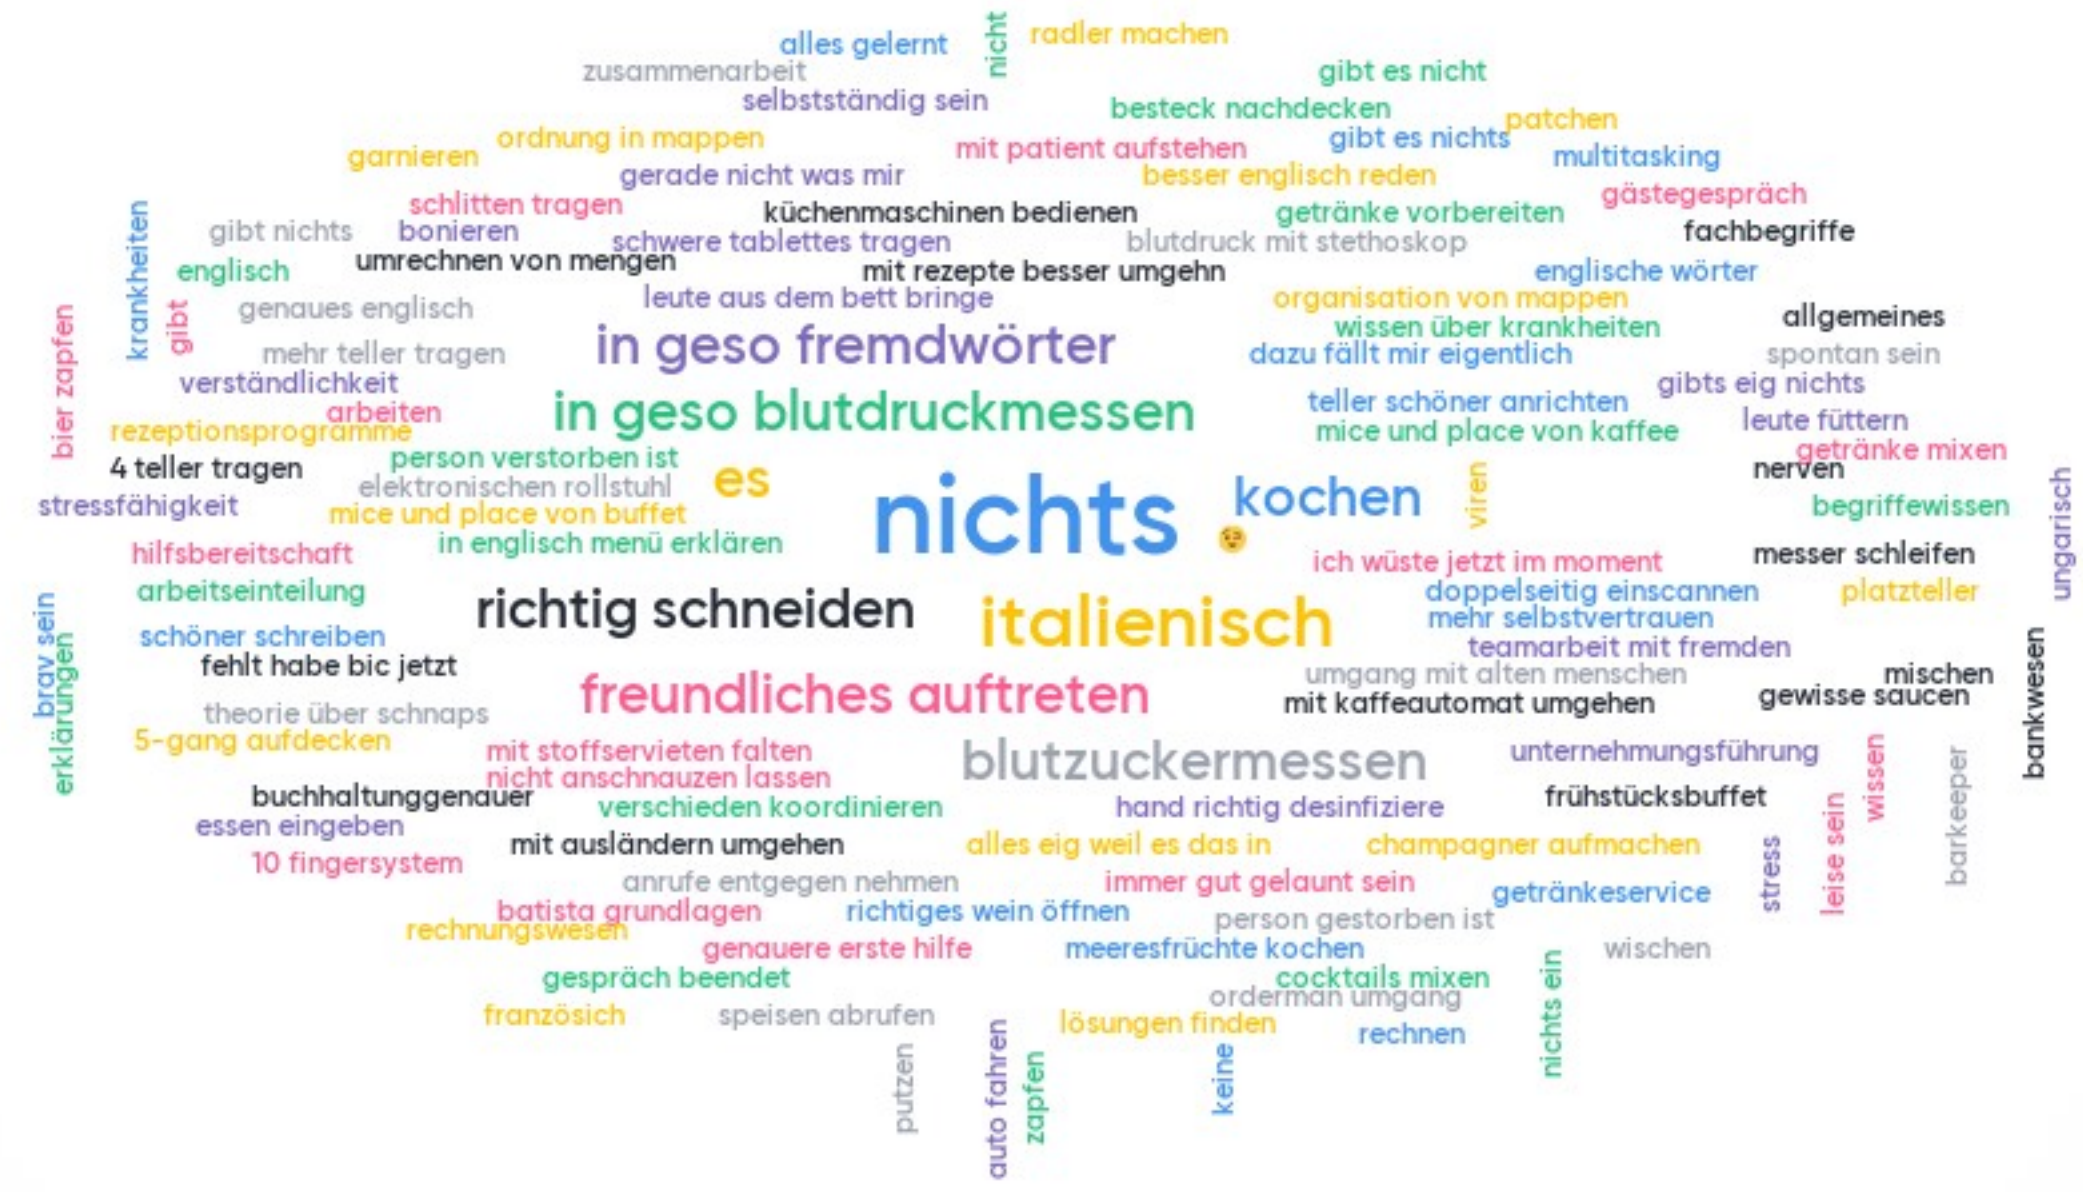 alles gelernt
nicht
radler machen
zusammenarbeit
gibt es nicht
selbstständig sein
besteck nachdecken
patchen
ordnung in mappen
gibt es nichts
garnieren
mit patient aufstehen
multitasking
gerade nicht was mir
besser englisch reden
gästegespräch
schlitten tragen
küchenmaschinen bedienen
getränke vorbereiten
krankheiten
gibt nichts
bonieren
schwere tablettes tragen
blutdruck mit stethoskop
fachbegriffe
umrechnen von mengen
englisch
mit rezepte besser umgehn
englische wörter
leute aus dem bett bringe
organisation von mappen
genaues englisch
gibt
allgemeines
wissen über krankheiten
in geso fremdwörter
mehr teller tragen
dazu fällt mir eigentlich
spontan sein
bier zapfen
verständlichkeit
gibts eig nichts
arbeiten
in geso blutdruckmessen
teller schöner anrichten
leute füttern
rezeptionsprogramme
mice und place von kaffee
getränke mixen
person verstorben ist
4 teller tragen
nerven
es
elektronischen rollstuhl
nichts
kochen
viren
stressfähigkeit
begriffewissen
mice und place von buffet
ungarisch
in englisch menü erklären
😉
hilfsbereitschaft
ich wüste jetzt im moment
messer schleifen
arbeitseinteilung
doppelseitig einscannen
platzteller
richtig schneiden
italienisch
mehr selbstvertrauen
brav sein
schöner schreiben
teamarbeit mit fremden
fehlt habe bic jetzt
umgang mit alten menschen
mischen
erklärungen
freundliches auftreten
mit kaffeautomat umgehen
gewisse saucen
bankwesen
theorie über schnaps
5-gang aufdecken
mit stoffservieten falten
blutzuckermessen
unternehmungsführung
wissen
nicht anschnauzen lassen
buchhaltunggenauer
verschieden koordinieren
hand richtig desinfiziere
frühstücksbuffet
barkeeper
essen eingeben
mit ausländern umgehen
alles eig weil es das in
champagner aufmachen
leise sein
10 fingersystem
stress
anrufe entgegen nehmen
immer gut gelaunt sein
getränkeservice
batista grundlagen
richtiges wein öffnen
person gestorben ist
rechnungswesen
genauere erste hilfe
meeresfrüchte kochen
wischen
gespräch beendet
cocktails mixen
orderman umgang
nichts ein
französich
speisen abrufen
lösungen finden
rechnen
putzen
auto fahren
zapfen
keine